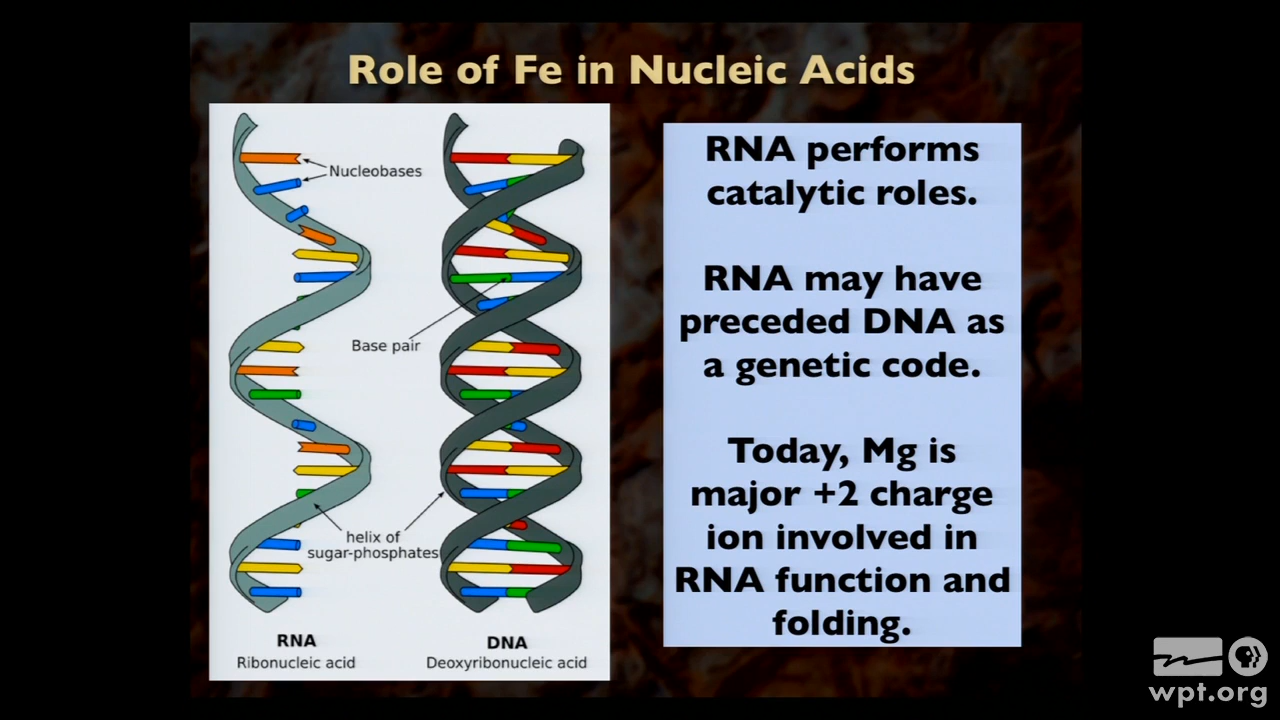 Role of Fe in Nucleic Acids
Nucleobases
Base pair
helix of
sugar-phosphates
RNA
Ribonucleic acid
DNA
Deoxyribonucleic acid
RNA performs
catalytic roles.
RNA may have
preceded DNA as
a genetic code.
Today, Mg is
major +2 charge
ion involved in
RNA function and
folding.
wpt.org